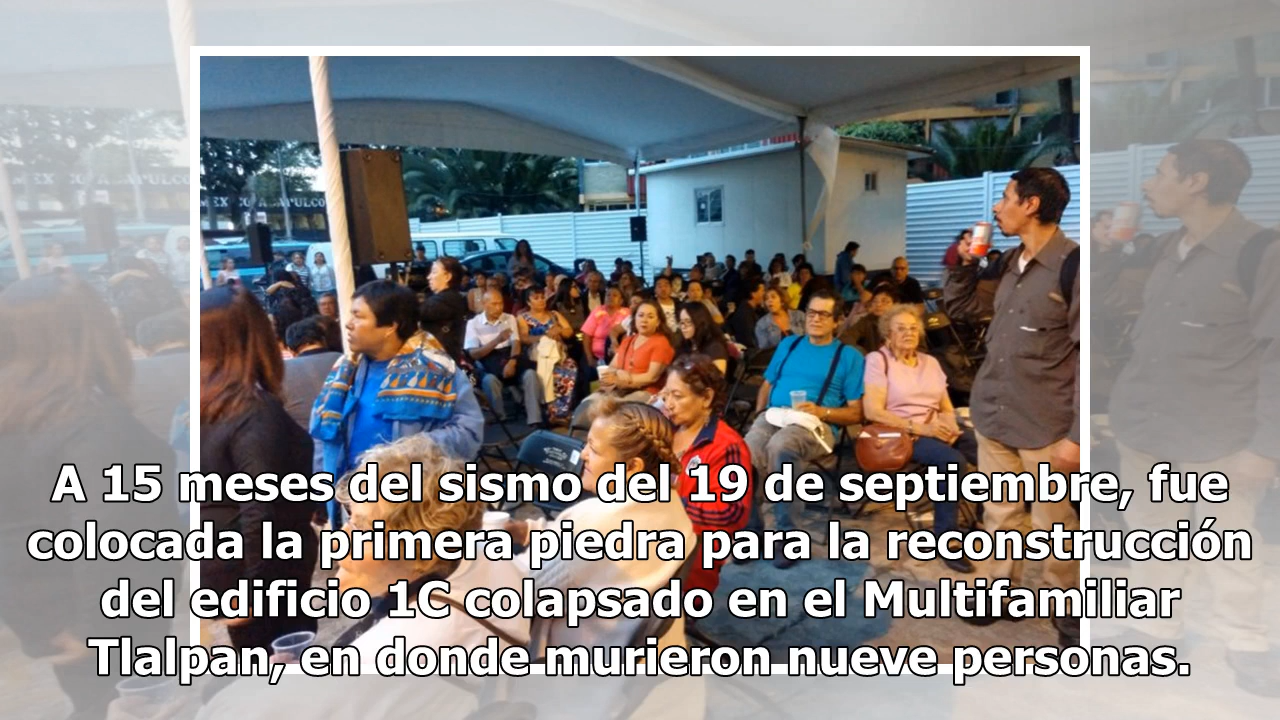 A 15 meses del sismo del 19 de septiembre, fue
colocada la primera piedra para la reconstrucción
del edificio 1C colapsado en el Multifamiliar
Tlalpan, en donde murieron nueve personas.